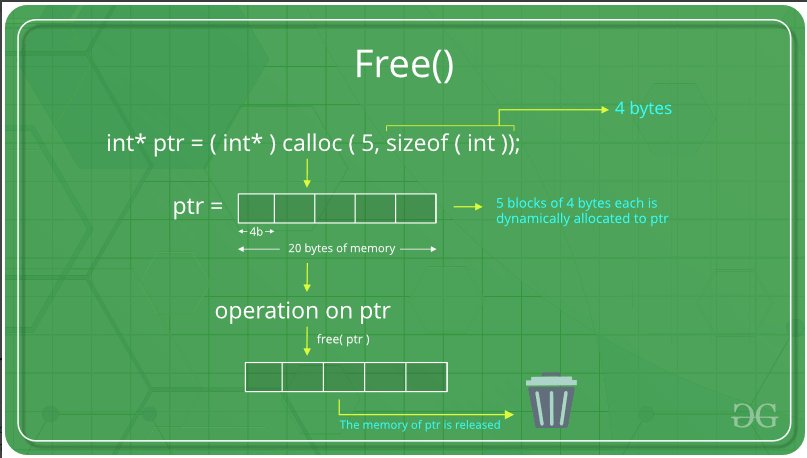 Free()
4 bytes
int* ptr = ( int* ) calloc ( 5, sizeof ( int ));
ptr =
5 blocks of 4 bytes each is
dynamically allocated to ptr
4b
20 bytes of memory
operation on ptr
free( ptr )
The memory of ptr is released
GG